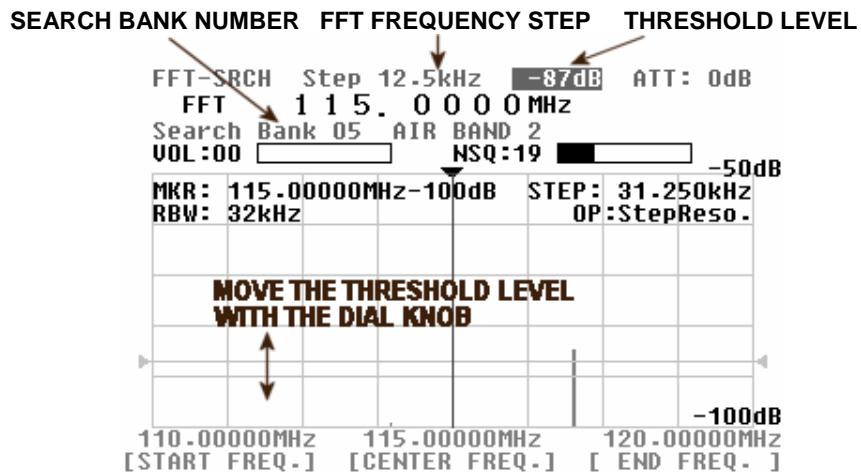 SEARCH BANK NUMBER FFT FREQUENCY STEP THRESHOLD LEVEL
FFT-SRCH Step 12.5kHz -87dB ATT: 0dB
FFT 115. 0000MHz
Search Bank 05 AIR BAND 2
VOL:00 NSQ:19
-50dB
MKR: 115.00000MHz-100dB STEP: 31.250kHz
RBW: 32kHz OP:StepReso.
MOVE THE THRESHOLD LEVEL
WITH THE DIAL KNOB
-100dB
110.00000MHz 115.00000MHz 120.00000MHz
[START FREQ.] [CENTER FREQ.] [ END FREQ. ]